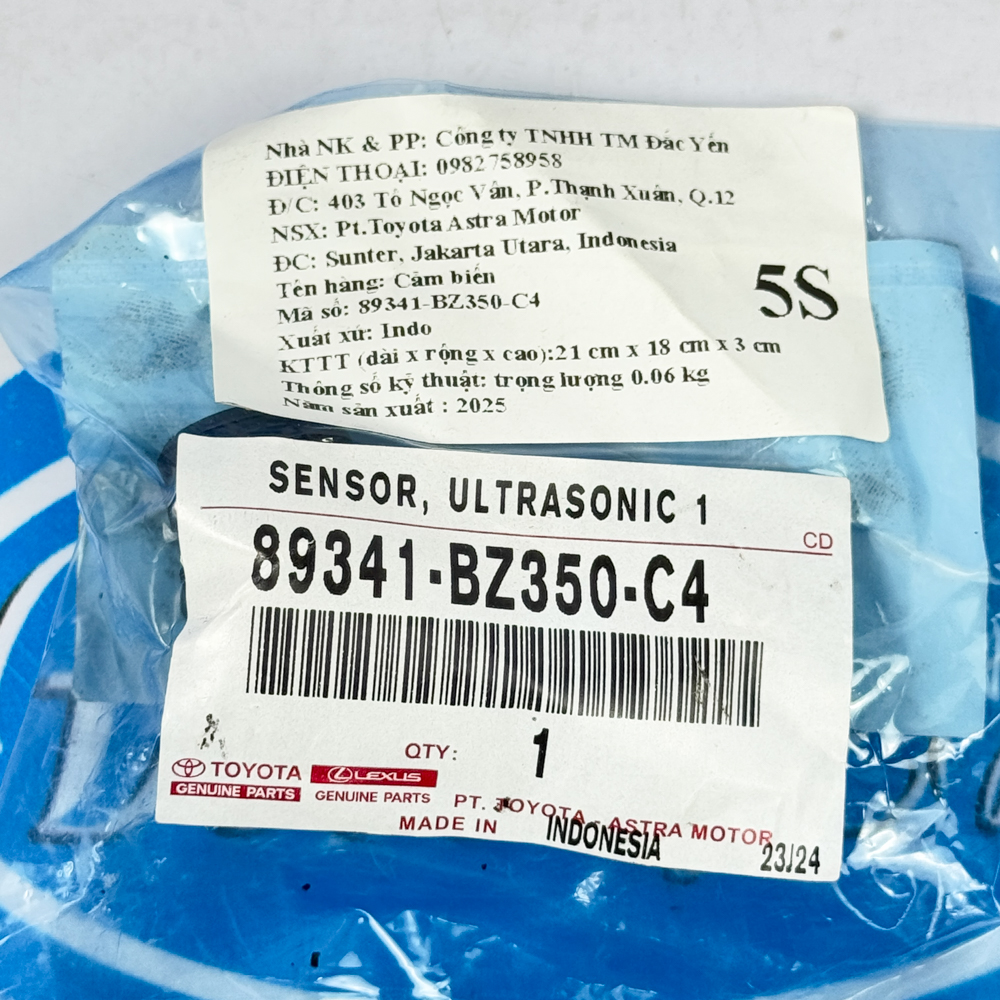 Nhà NK & PP: Công ty TNHH TM Đắc Yến
ĐIỆN THOẠI: 0982758958
Đ/C: 403 Tô Ngọc Vân, P.Thạnh Xuân, Q.12
NSX: Pt.Toyota Astra Motor
ĐC: Sunter, Jakarta Utara, Indonesia
Tên hàng: Cảm biến
Mã số: 89341-BZ350-C4
Xuất xứ: Indo
KTTT (dài x rộng x cao):21 cm x 18 cm x 3 cm
Thông số kỹ thuật: trọng lượng 0.06 kg
Năm sản xuất : 2025
5S
SENSOR, ULTRASONIC 1
CD
89341-BZ350-C4
QTY: 1
TOYOTA
GENUINE PARTS
LEXUS
GENUINE PARTS
PT. TOYOTA - ASTRA MOTOR
MADE IN INDONESIA
23J24